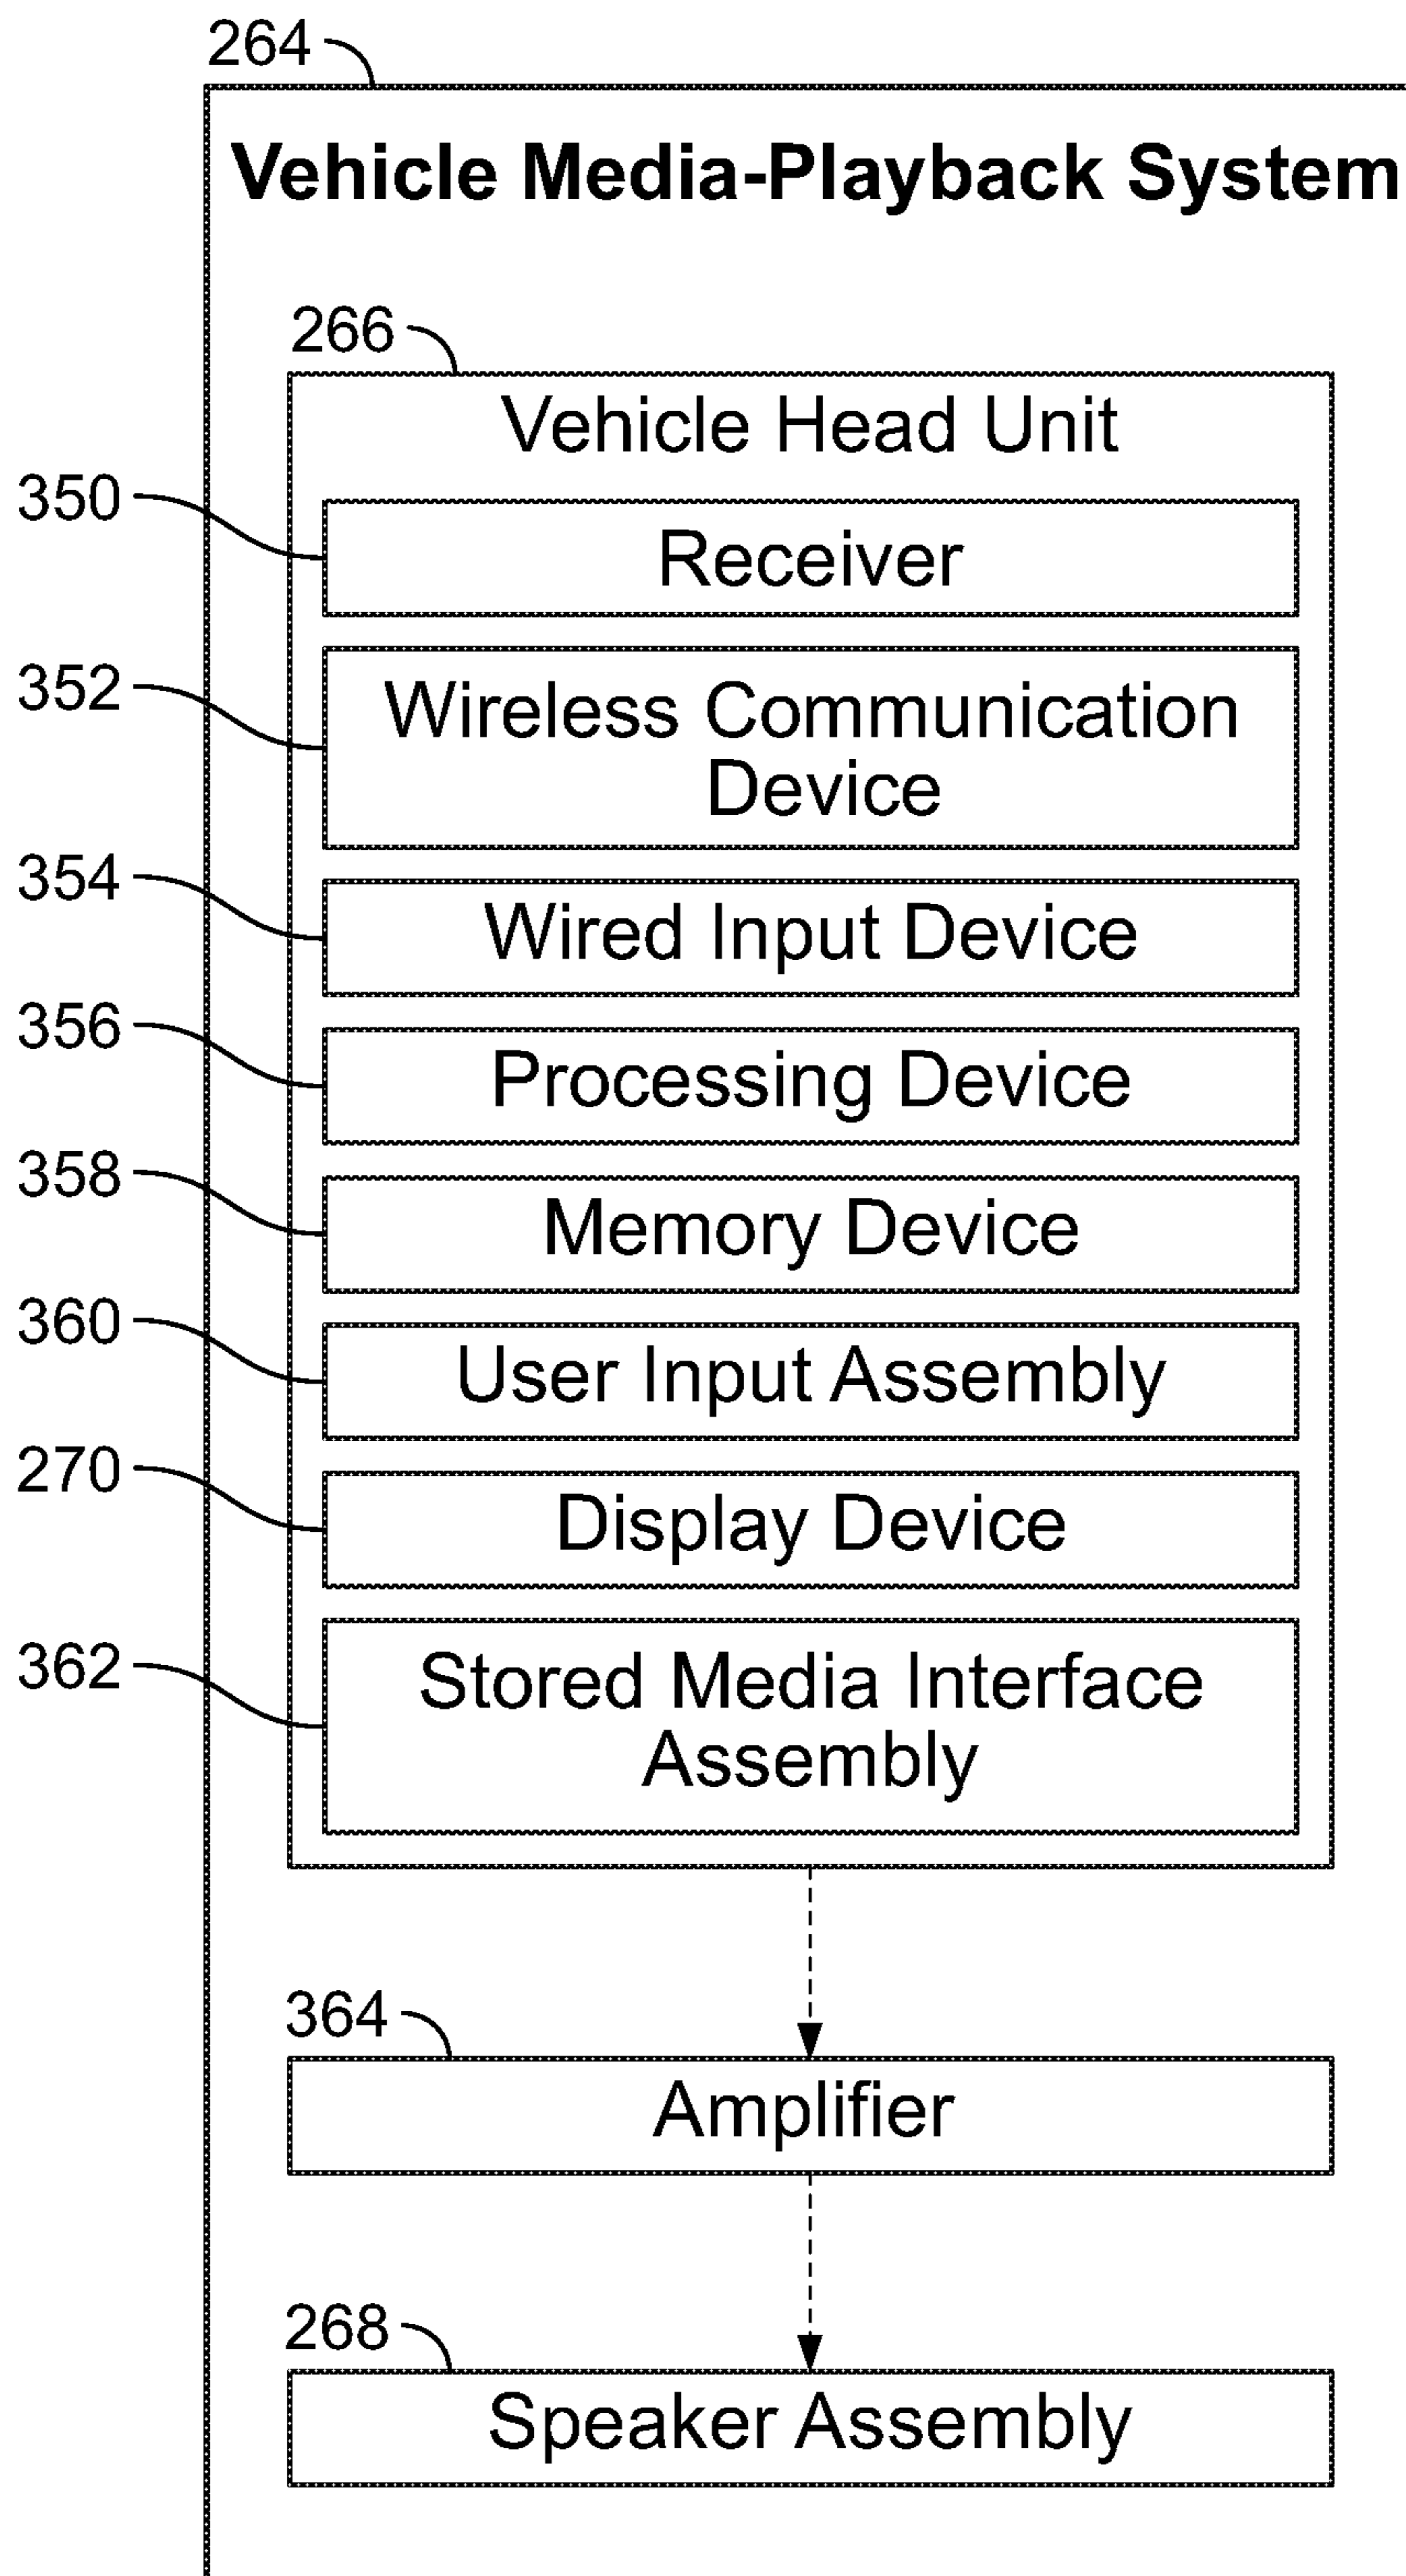 264
Vehicle Media-Playback System
266
Vehicle Head Unit
350
Receiver
352
Wireless Communication
Device
354
Wired Input Device
356
Processing Device
358
Memory Device
360
User Input Assembly
270
Display Device
362
Stored Media Interface
Assembly
364
Amplifier
268
Speaker Assembly